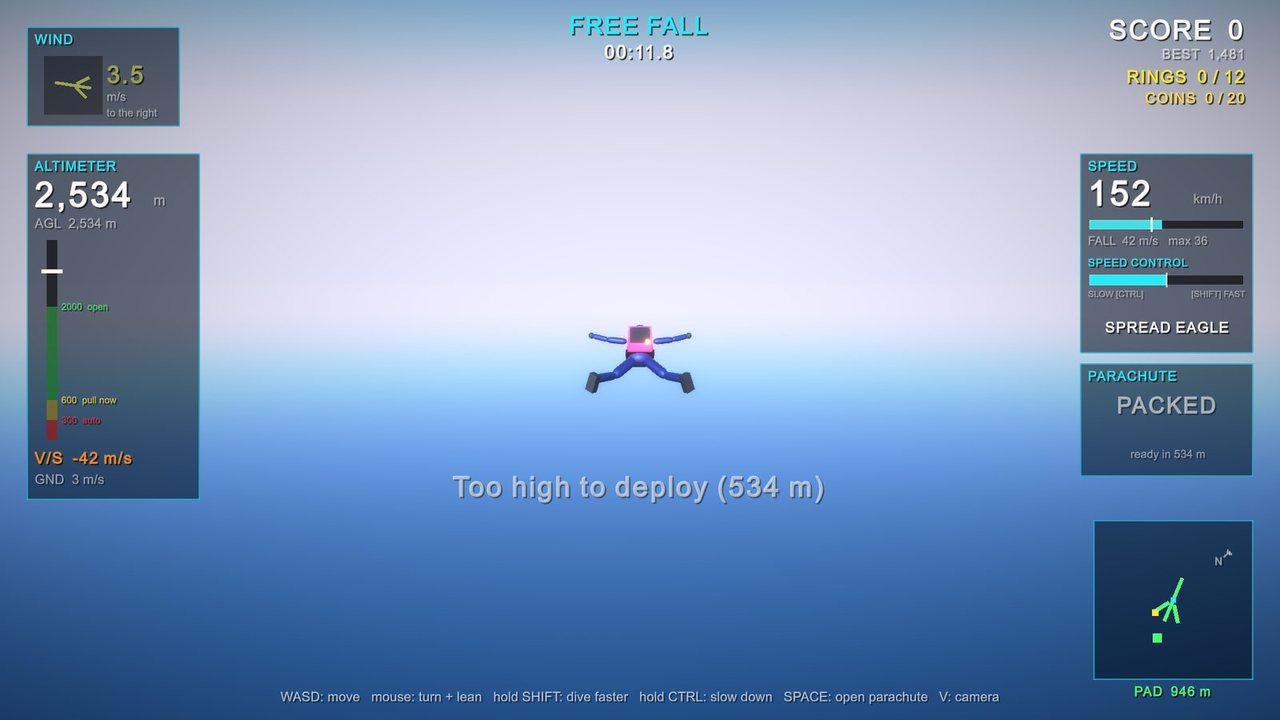 FREE FALL
00:11.8
WIND
3.5
m/s
to the right
SCORE 0
BEST 1,481
RINGS 0 / 12
COINS 0 / 20
ALTIMETER
2,534 m
AGL 2,534 m
2000 open
600 pull now
300 auto
V/S -42 m/s
GND 3 m/s
SPEED
152 km/h
FALL 42 m/s max 36
SPEED CONTROL
SLOW [CTRL] [SHIFT] FAST
SPREAD EAGLE
PARACHUTE
PACKED
ready in 534 m
Too high to deploy (534 m)
N
PAD 946 m
WASD: move mouse: turn + lean hold SHIFT: dive faster hold CTRL: slow down SPACE: open parachute V: camera